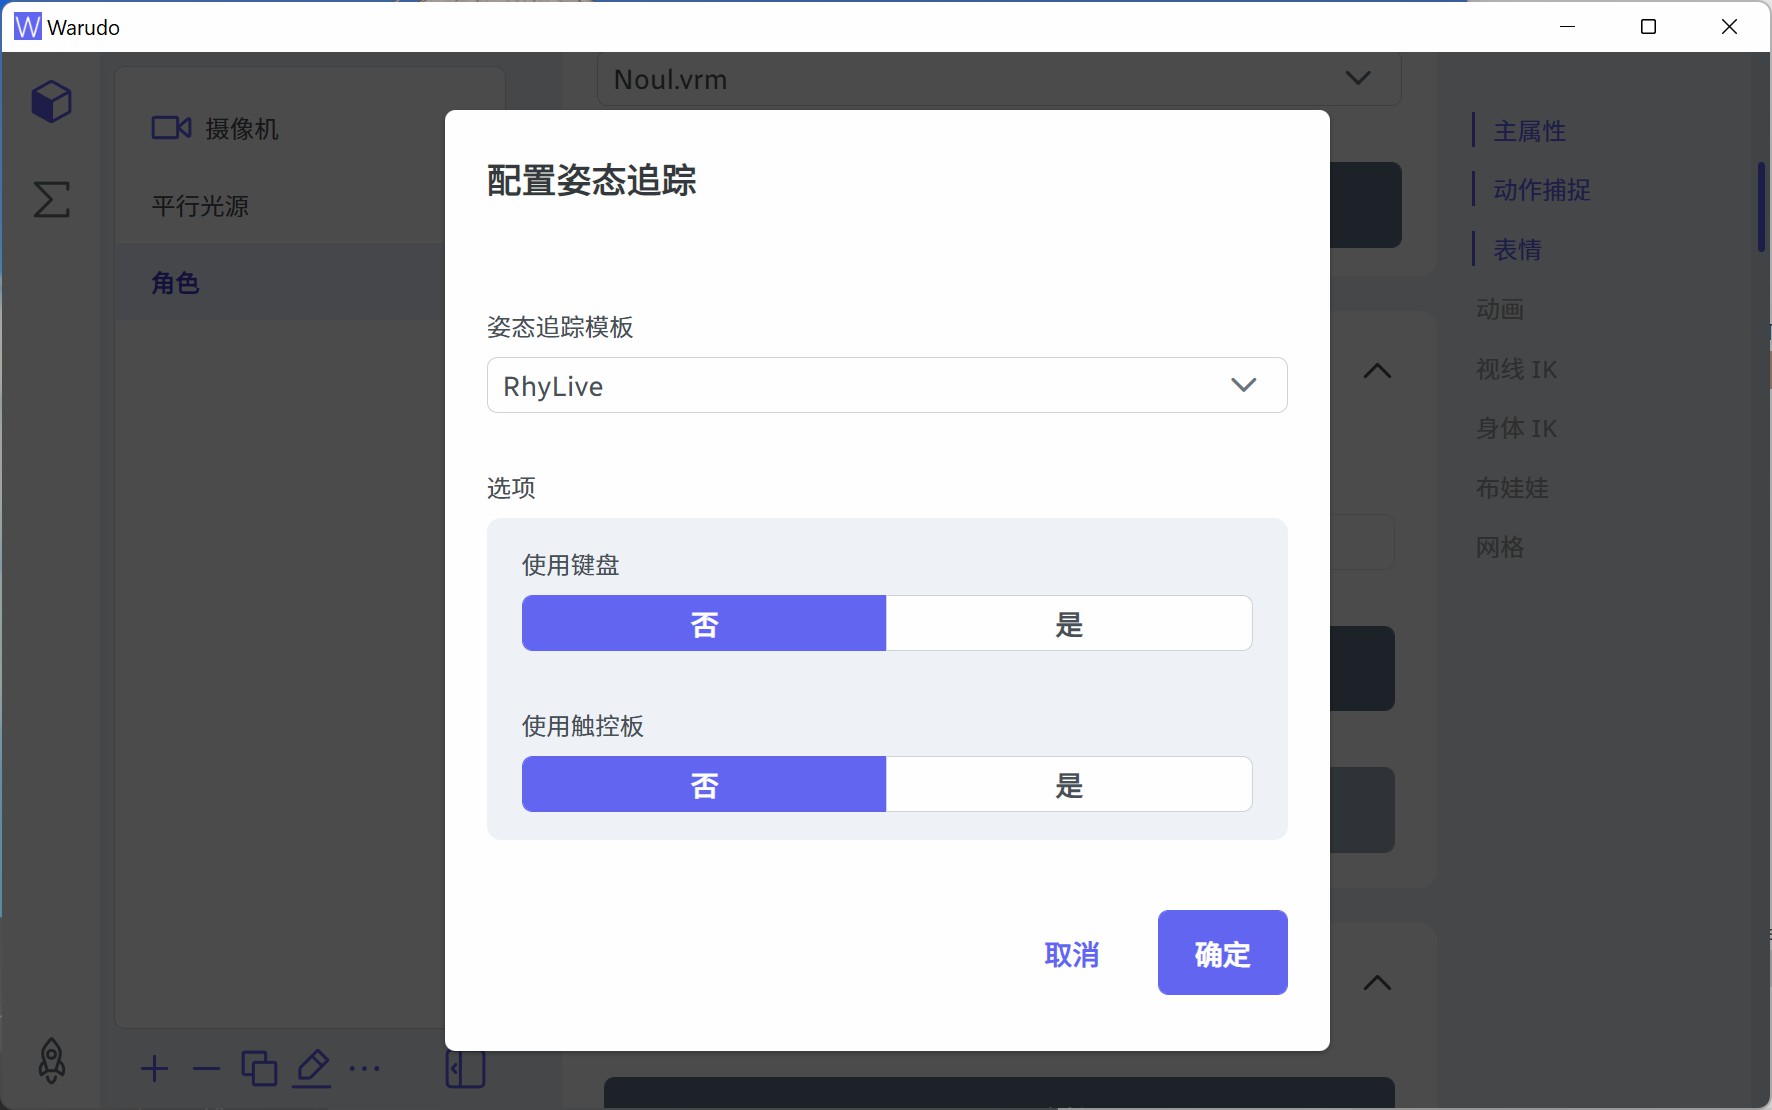 Warudo
Noul.vrm
摄像机
平行光源
角色
主属性
动作捕捉
表情
动画
视线 IK
身体 IK
布娃娃
网格
配置姿态追踪
姿态追踪模板
RhyLive
选项
使用键盘
否 是
使用触控板
否 是
取消 确定